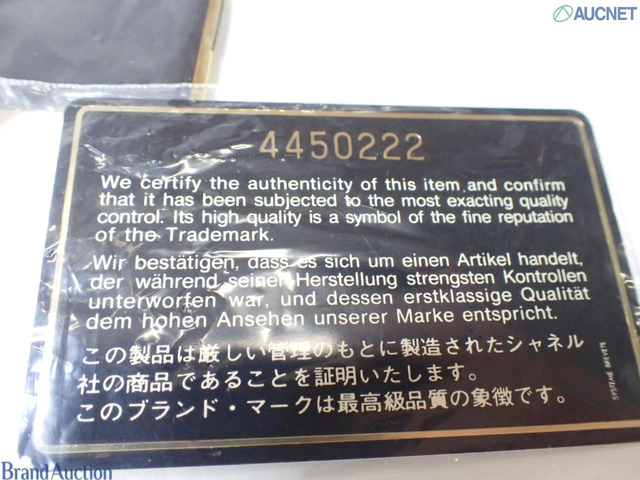 AUCNET
4450222
We certify the authenticity of this item and confirm
that it has been subjected to the most exacting quality
control. Its high quality is a symbol of the fine reputation
of the Trademark.
Wir bestätigen, dass es sich um einen Artikel handelt,
der während seiner Herstellung strengsten Kontrollen
unterworfen war, und dessen erstklassige Qualität
dem hohen Ansehen unserer Marke entspricht.
この製品は厳しい管理のもとに製造されたシャネル
社の商品であることを証明いたします。
このブランド・マークは最高級品質の象徴です。
SYSTEME BREVETE
Brand Auction